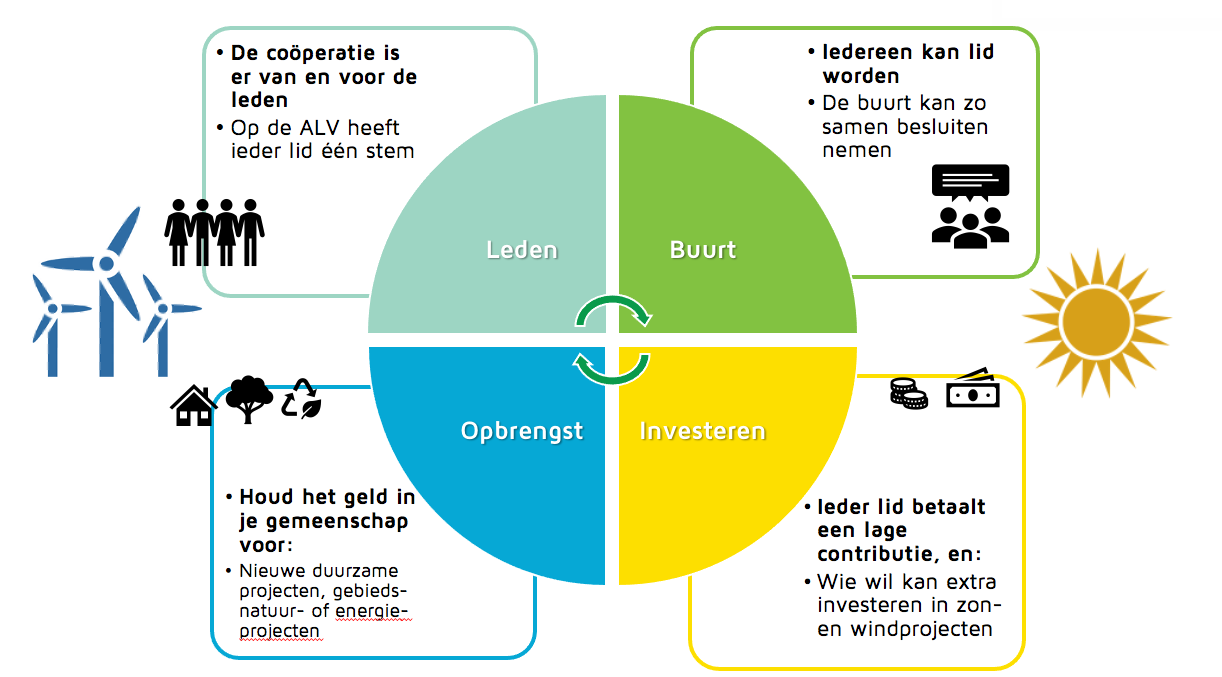 • De coöperatie is
er van en voor de
leden
• Op de ALV heeft
ieder lid één stem
• Iedereen kan lid
worden
• De buurt kan zo
samen besluiten
nemen
Leden
Buurt
Opbrengst
Investeren
• Houd het geld in
je gemeenschap
voor:
• Nieuwe duurzame
projecten, gebieds-
natuur- of energie-
projecten
• Ieder lid betaalt
een lage
contributie, en:
• Wie wil kan extra
investeren in zon-
en windprojecten